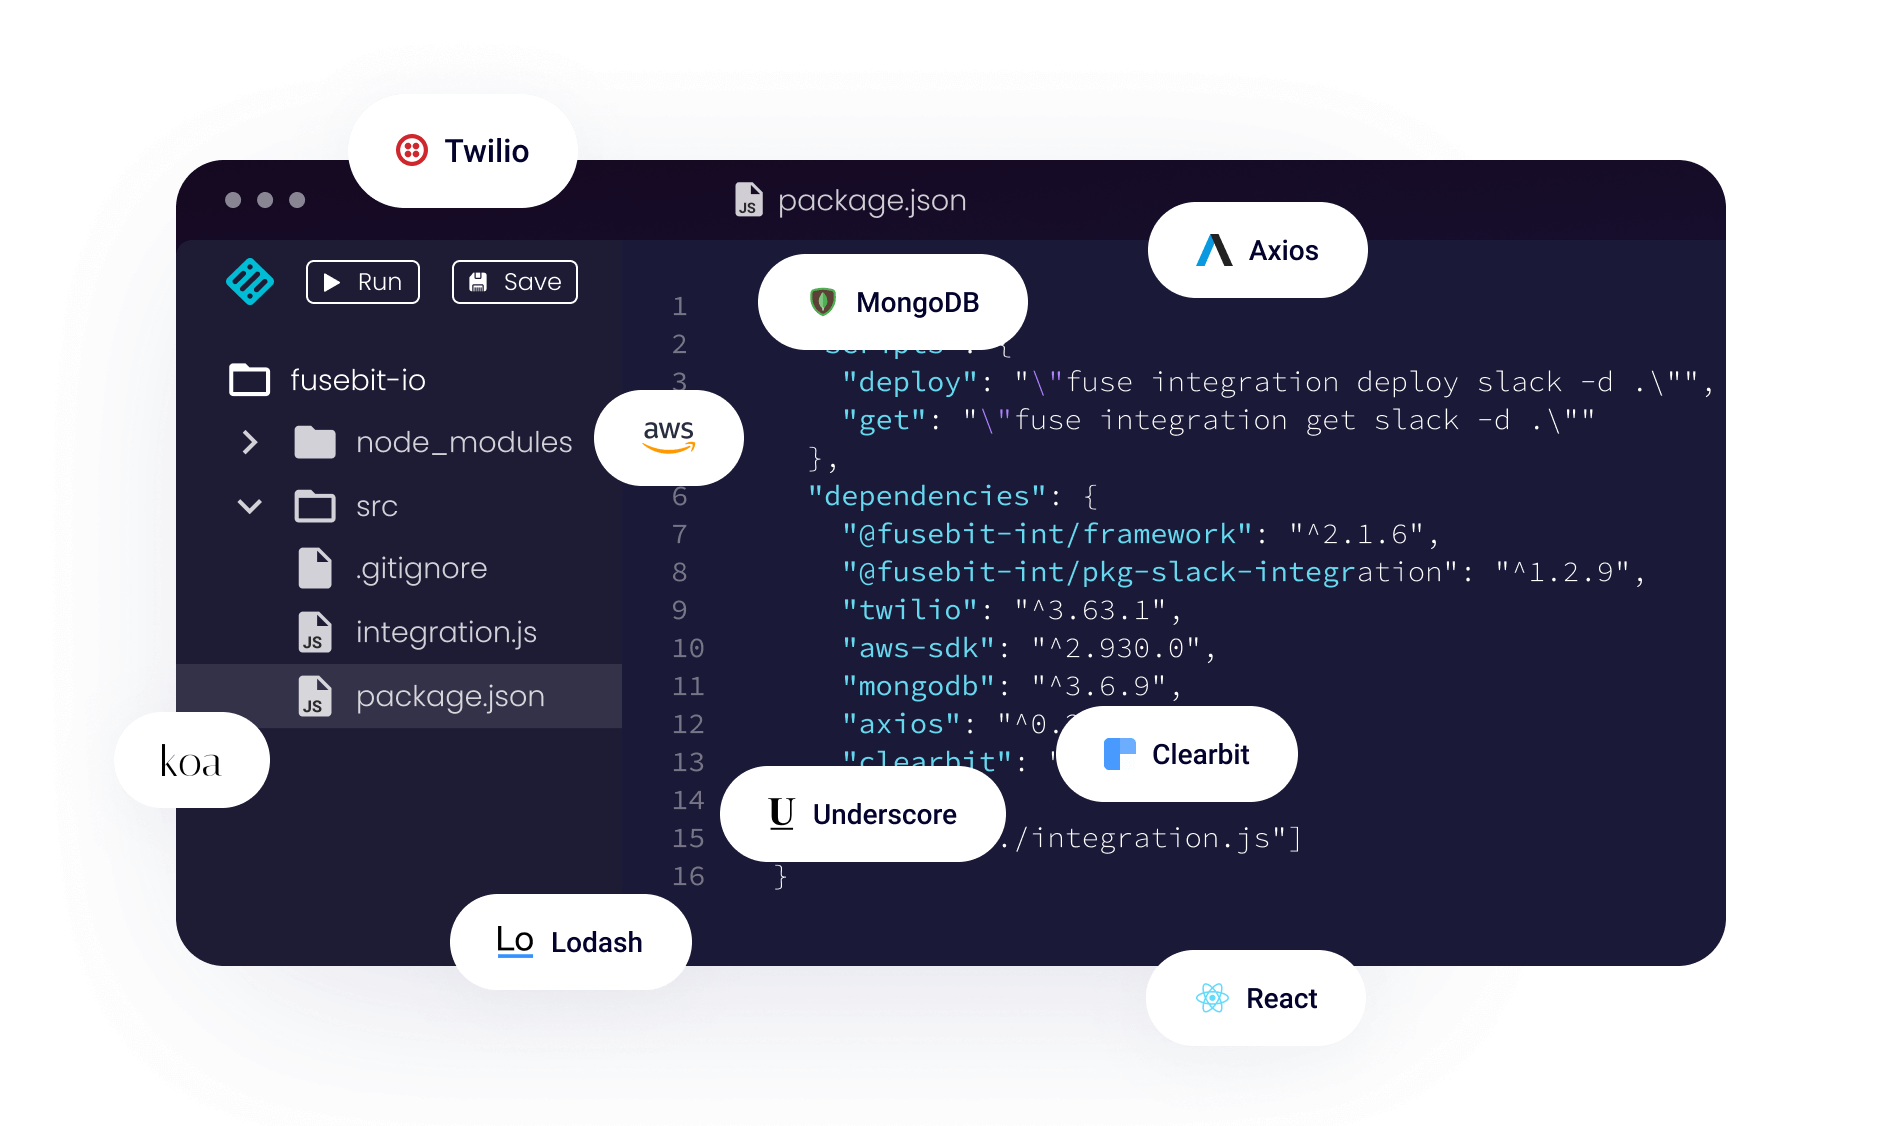 Twilio
JS package.json
Axios
Run
Save
MongoDB
1
2
"scripts": {
fusebit-io
3
"deploy": "\"fuse integration deploy slack -d .\"",
"get": "\"fuse integration get slack -d .\""
node_modules
aws
},
src
6 "dependencies": {
7 "@fusebit-int/framework": "^2.1.6",
.gitignore
8 "@fusebit-int/pkg-slack-integration": "^1.2.9",
9 "twilio": "^3.63.1",
JS integration.js
10 "aws-sdk": "^2.930.0",
11 "mongodb": "^3.6.9",
JS package.json
12 "axios": "^0.
13 "clearbit": "
Clearbit
koa
14
U Underscore
15 ./integration.js"]
16 }
Lo Lodash
React